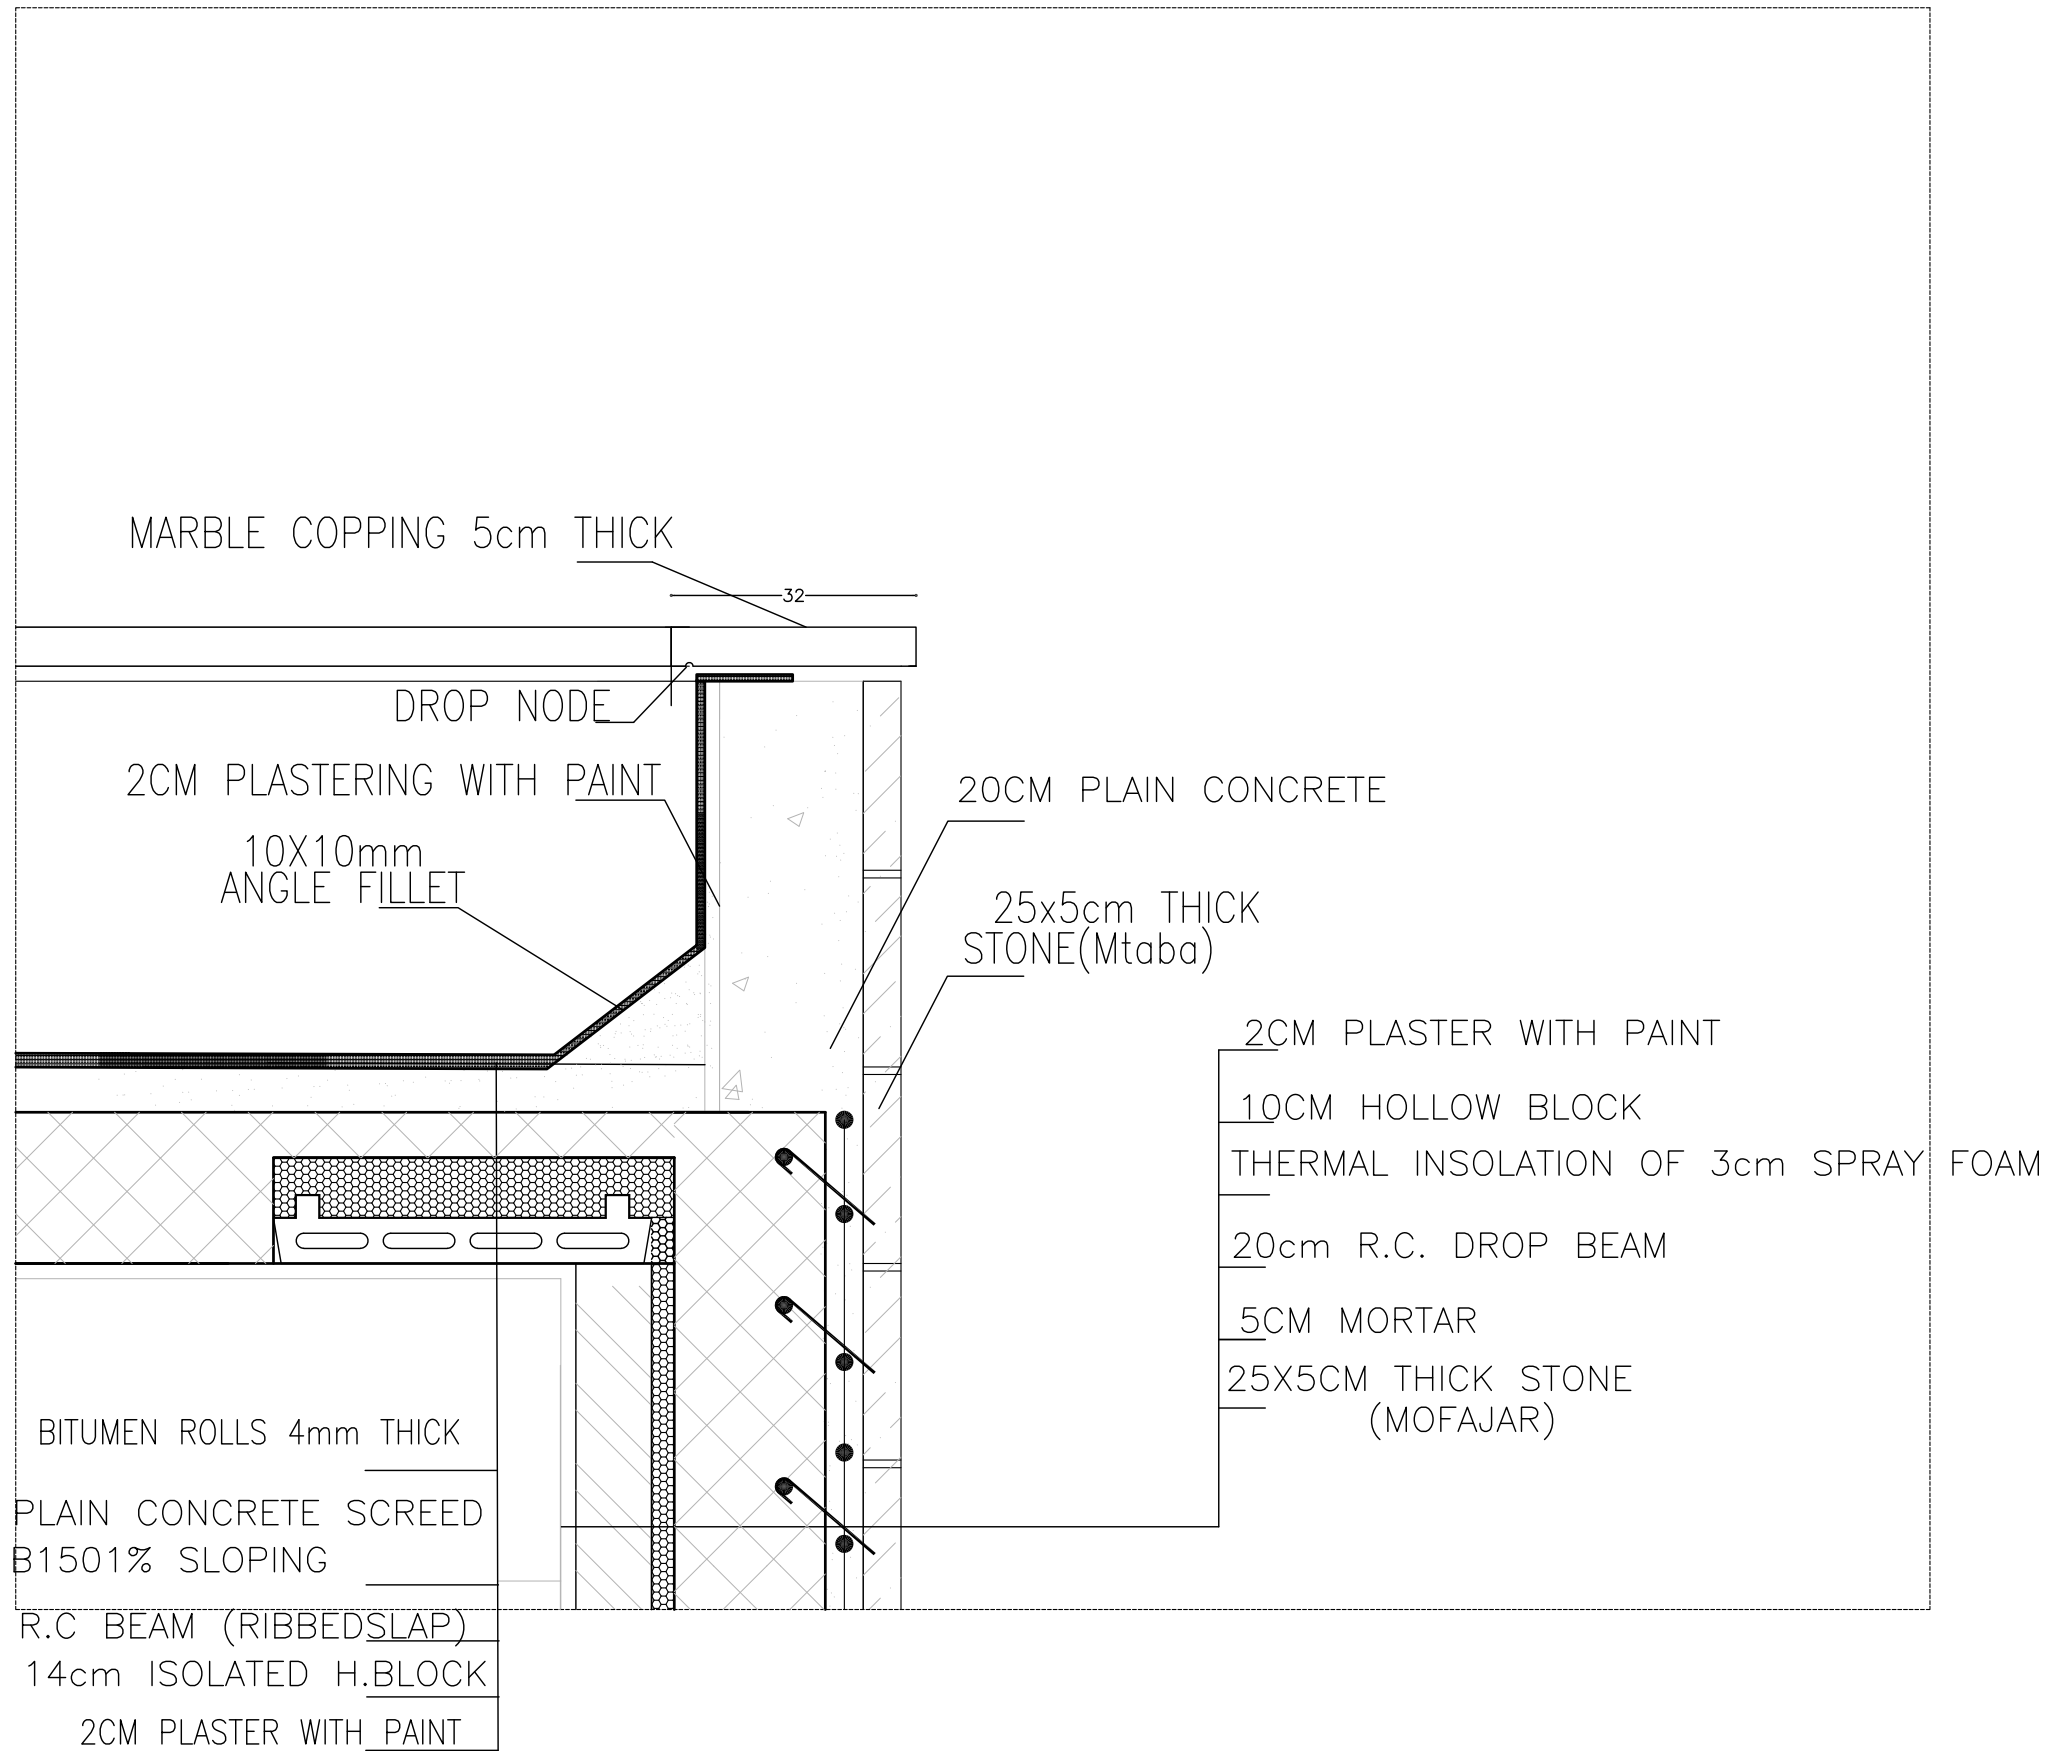 MARBLE COPPING 5cm THICK
32
DROP NODE
2CM PLASTERING WITH PAINT
10X10mm
ANGLE FILLET
20CM PLAIN CONCRETE
25x5cm THICK
STONE(Mtaba)
2CM PLASTER WITH PAINT
10CM HOLLOW BLOCK
THERMAL INSOLATION OF 3cm SPRAY FOAM
20cm R.C. DROP BEAM
5CM MORTAR
25X5CM THICK STONE
(MOFAJAR)
BITUMEN ROLLS 4mm THICK
PLAIN CONCRETE SCREED
B1501% SLOPING
R.C BEAM (RIBBEDSLAP)
14cm ISOLATED H.BLOCK
2CM PLASTER WITH PAINT